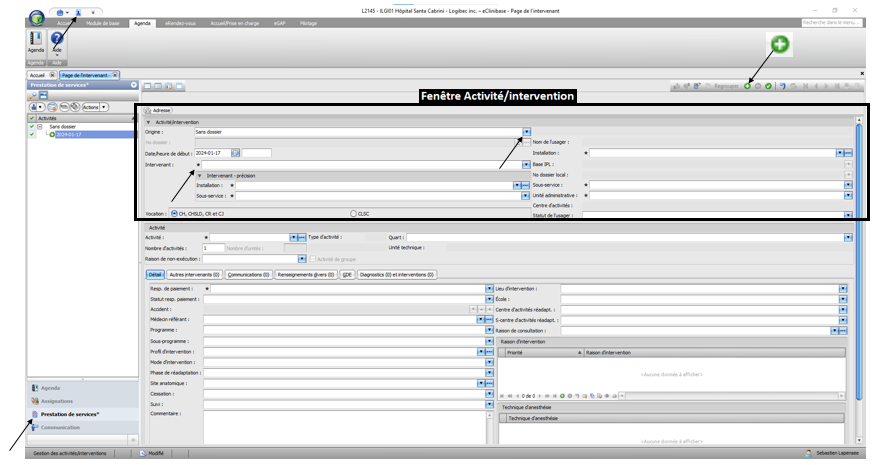 L2145 - ILGI01 Hôpital Santa Cabrini - Logibec inc. - eClinibase - Page de l'intervenant
Accueil Module de base Agenda eRendez-vous Accueil/Prise en charge eGAP Pilotage
Recherche dans le menu...
Agenda Aide
Agenda Aide
Accueil Page de l'intervenant
Prestation de services*
Regrouper
Fenêtre Activité/intervention
Actions
Activités
Sans dossier
2024-01-17
Adresse
Activité/intervention
Origine : Sans dossier
No dossier : Nom de l'usager :
Date/heure de début : 2024-01-17 Installation :
Intervenant : Base IPL :
Intervenant - précision No dossier local :
Installation : Sous-service :
Sous-service : Unité administrative :
Centre d'activités :
Vocation : CH, CHSLD, CR et CJ CLSC Statut de l'usager :
Activité
Activité : Type d'activité : Quart :
Nombre d'activités : 1 Nombre d'unités : Unité technique :
Raison de non-exécution : Activité de groupe
Détail Autres intervenants (0) Communications (0) Renseignements divers (0) GDE Diagnostics (0) et interventions (0)
Resp. de paiement : Lieu d'intervention :
Statut resp. paiement : École :
Accident : Centre d'activités réadapt. :
Médecin référant : S-centre d'activités réadapt. :
Programme : Raison de consultation :
Sous-programme : Raison d'intervention
Profil d'intervention : Priorité Raison d'intervention
Mode d'intervention :
Phase de réadaptation : <Aucune donnée à afficher>
Site anatomique :
Cessation : 0 de 0
Suivi : Technique d'anesthésie
Commentaire : Technique d'anesthésie
<Aucune donnée à afficher>
Agenda
Assignations
Prestation de services*
Communication
Gestion des activités/interventions Modifié Sebastien Laperisee